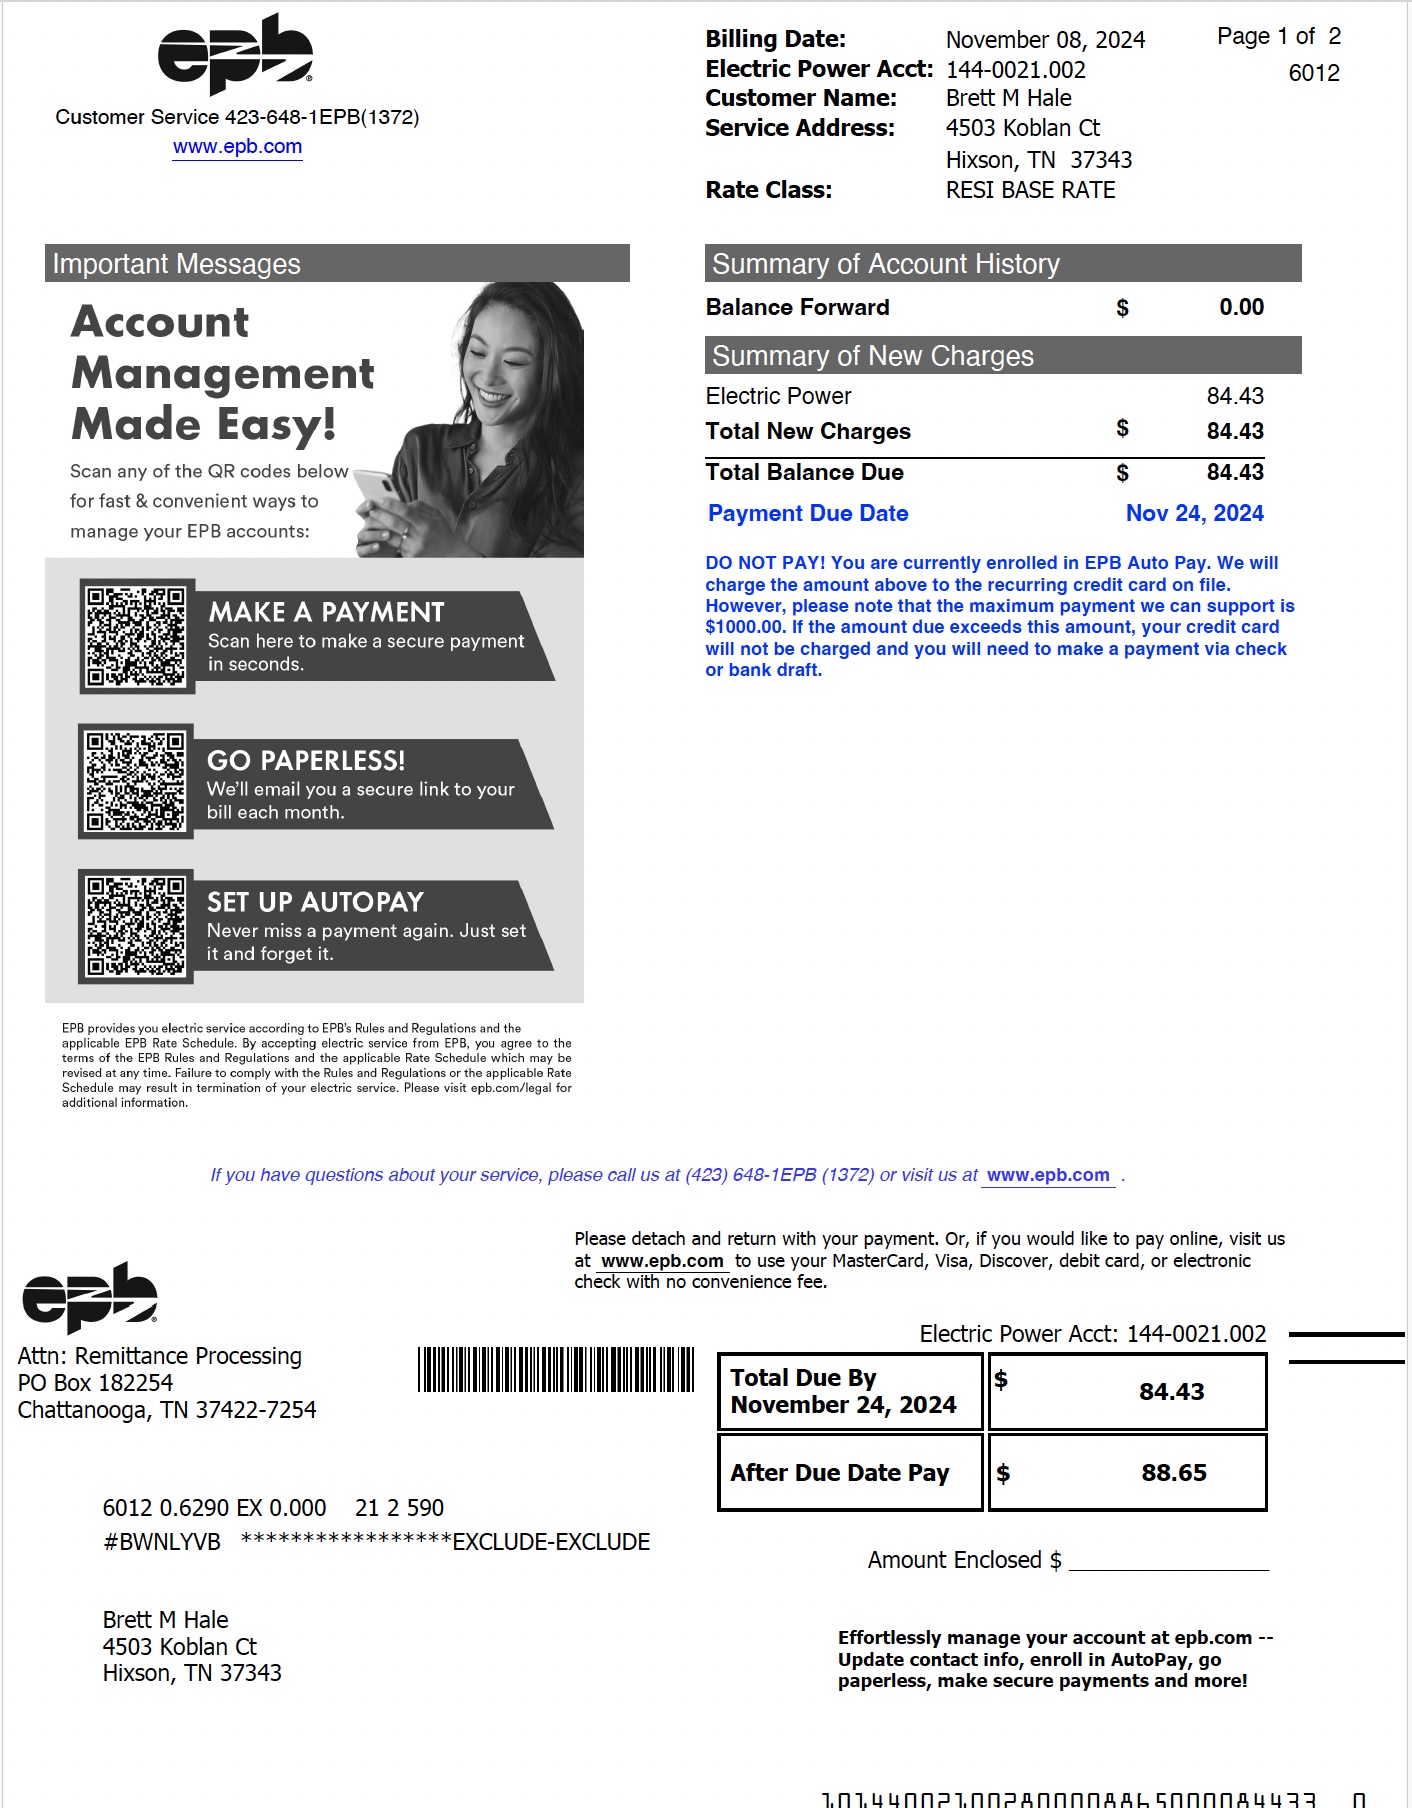 epb
Customer Service 423-648-1EPB(1372)
www.epb.com
Billing Date: November 08, 2024
Page 1 of 2
Electric Power Acct: 144-0021.002
6012
Customer Name: Brett M Hale
Service Address: 4503 Koblan Ct
Hixson, TN 37343
Rate Class: RESI BASE RATE
Important Messages
Account
Management
Made Easy!
Scan any of the QR codes below
for fast & convenient ways to
manage your EPB accounts:
MAKE A PAYMENT
Scan here to make a secure payment
in seconds.
GO PAPERLESS!
We'll email you a secure link to your
bill each month.
SET UP AUTOPAY
Never miss a payment again. Just set
it and forget it.
EPB provides you electric service according to EPB's Rules and Regulations and the
applicable EPB Rate Schedule. By accepting electric service from EPB, you agree to the
terms of the EPB Rules and Regulations and the applicable Rate Schedule which may be
revised at any time. Failure to comply with the Rules and Regulations or the applicable Rate
Schedule may result in termination of your electric service. Please visit epb.com/legal for
additional information.
Summary of Account History
Balance Forward $ 0.00
Summary of New Charges
Electric Power 84.43
Total New Charges $ 84.43
Total Balance Due $ 84.43
Payment Due Date Nov 24, 2024
DO NOT PAY! You are currently enrolled in EPB Auto Pay. We will
charge the amount above to the recurring credit card on file.
However, please note that the maximum payment we can support is
$1000.00. If the amount due exceeds this amount, your credit card
will not be charged and you will need to make a payment via check
or bank draft.
If you have questions about your service, please call us at (423) 648-1EPB (1372) or visit us at www.epb.com .
Please detach and return with your payment. Or, if you would like to pay online, visit us
at www.epb.com to use your MasterCard, Visa, Discover, debit card, or electronic
check with no convenience fee.
epb
Attn: Remittance Processing
PO Box 182254
Chattanooga, TN 37422-7254
Electric Power Acct: 144-0021.002
Total Due By
November 24, 2024
$ 84.43
After Due Date Pay $ 88.65
6012 0.6290 EX 0.000 21 2 590
#BWNLYVB *****************EXCLUDE-EXCLUDE
Amount Enclosed $
Brett M Hale
4503 Koblan Ct
Hixson, TN 37343
Effortlessly manage your account at epb.com --
Update contact info, enroll in AutoPay, go
paperless, make secure payments and more!